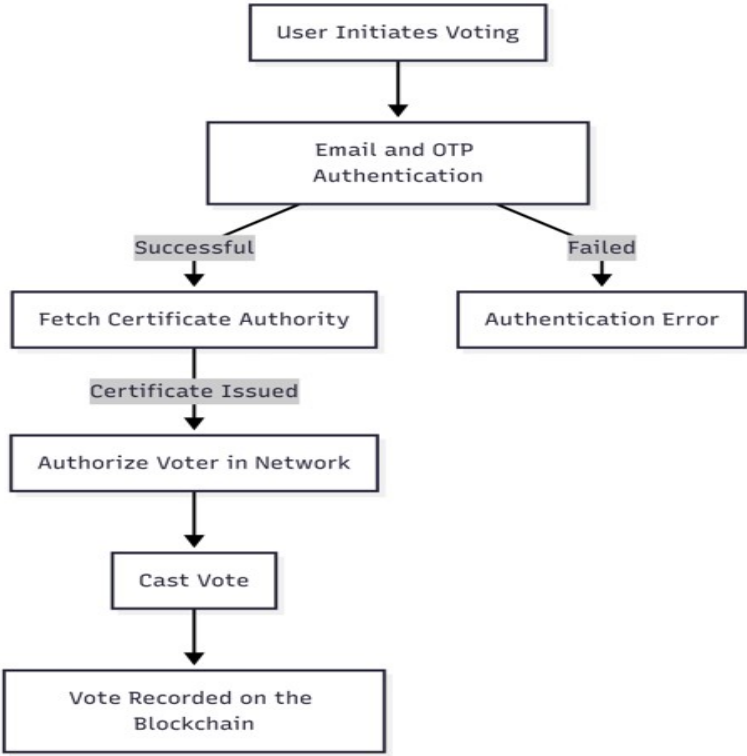 User Initiates Voting
Email and OTP
Authentication
Successful
Failed
Fetch Certificate Authority
Authentication Error
Certificate Issued
Authorize Voter in Network
Cast Vote
Vote Recorded on the
Blockchain